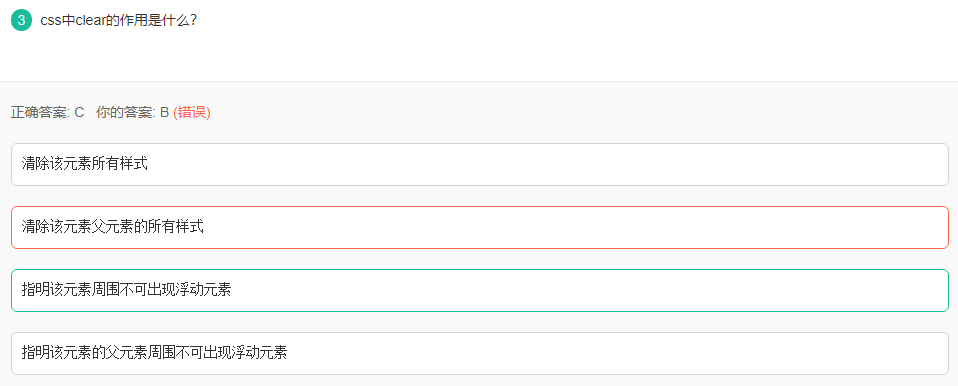 3 css中clear的作用是什么?
正确答案: C 你的答案: B (错误)
清除该元素所有样式
清除该元素父元素的所有样式
指明该元素周围不可出现浮动元素
指明该元素的父元素周围不可出现浮动元素